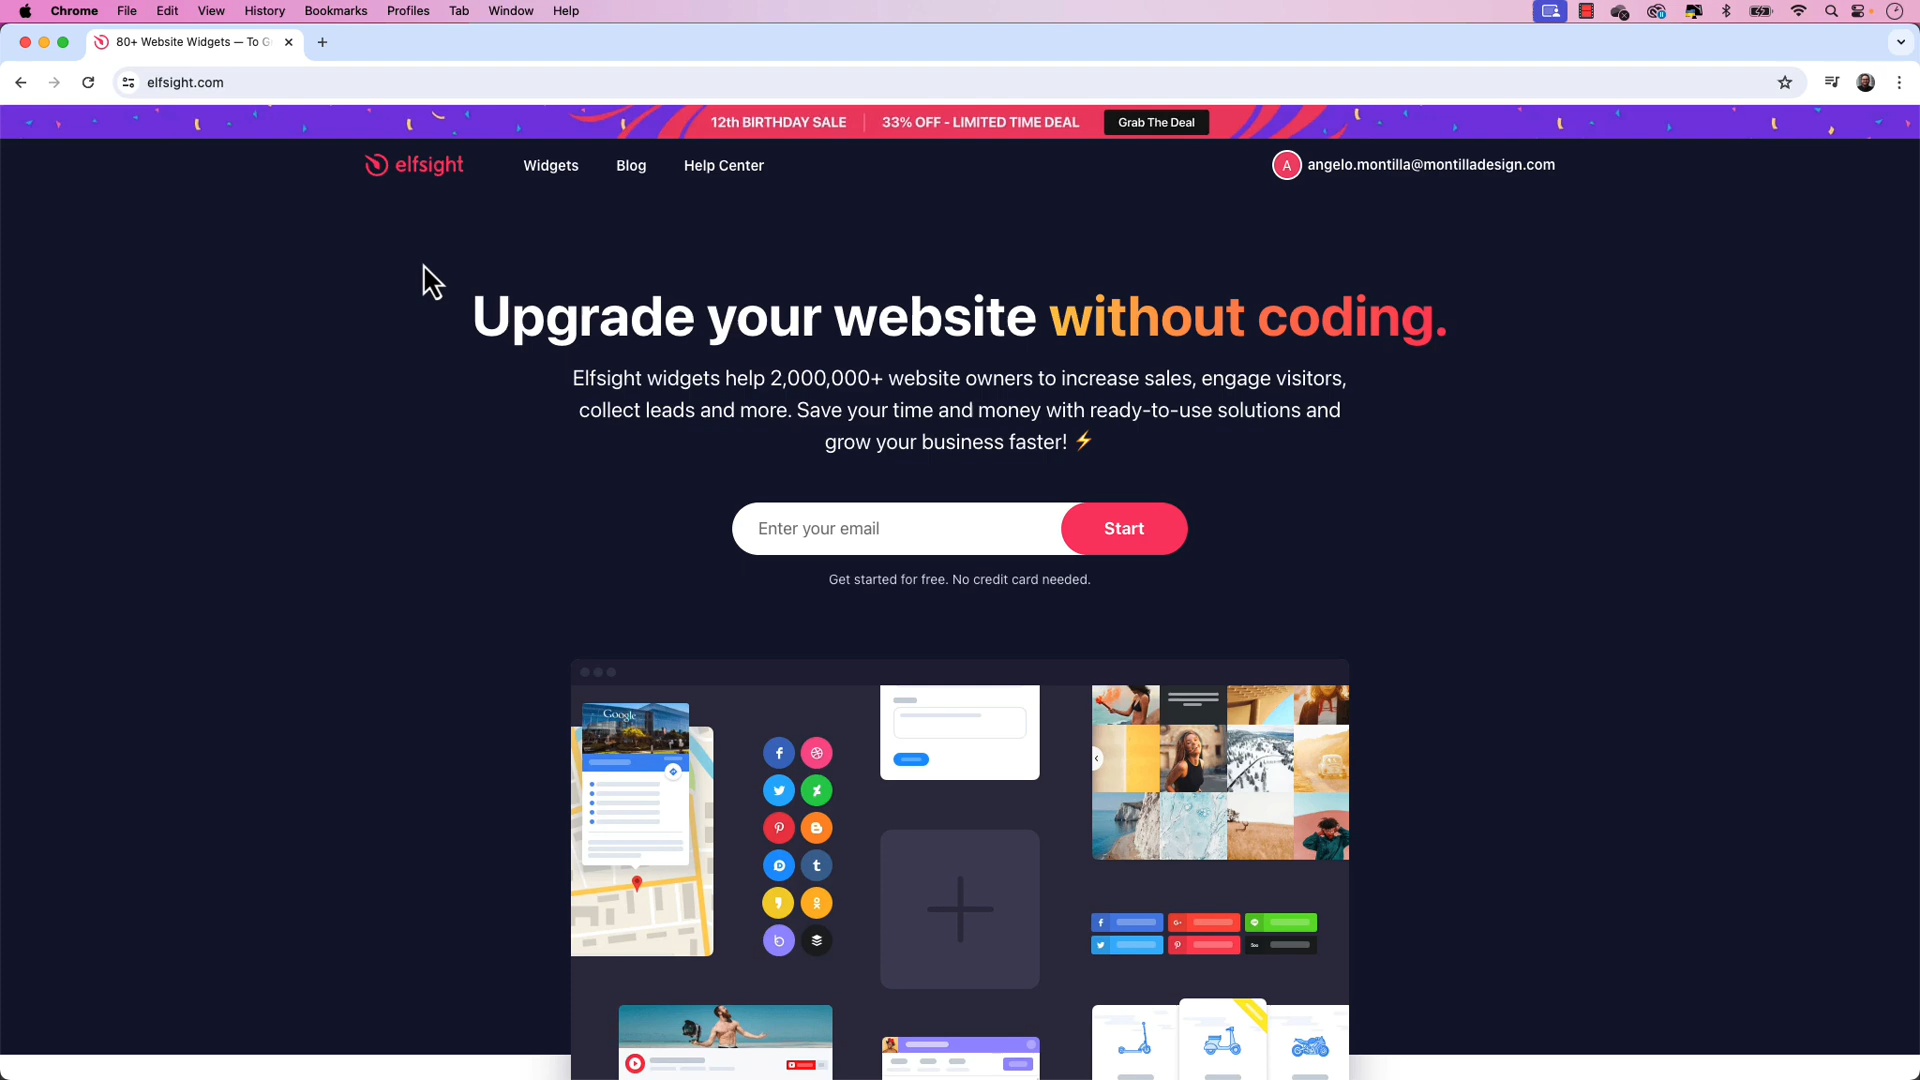 Chrome File Edit View History Bookmarks Profiles Tab Window Help
80+ Website Widgets — To G
elfsight.com
12th BIRTHDAY SALE 33% OFF - LIMITED TIME DEAL Grab The Deal
elfsight Widgets Blog Help Center A angelo.montilla@montilladesign.com
Upgrade your website without coding.
Elfsight widgets help 2,000,000+ website owners to increase sales, engage visitors,
collect leads and more. Save your time and money with ready-to-use solutions and
grow your business faster! ⚡
Enter your email Start
Get started for free. No credit card needed.
Google